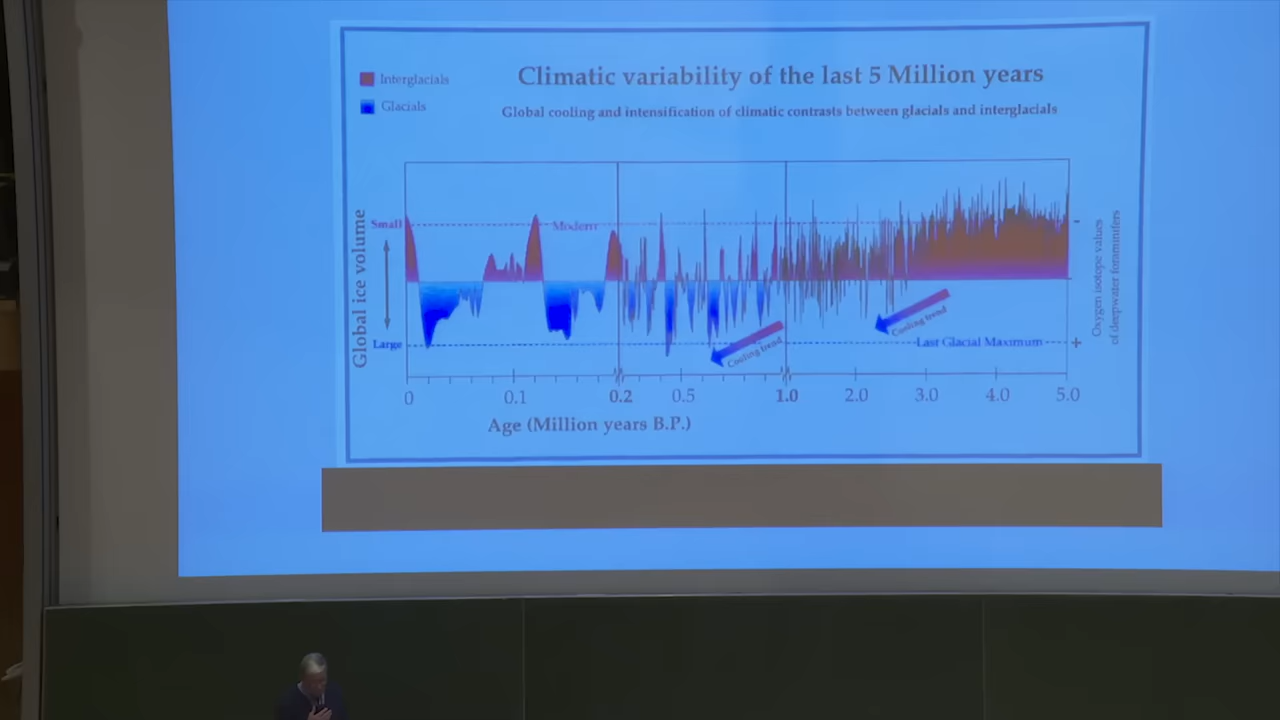 Interglacials
Glacials
Climatic variability of the last 5 Million years
Global cooling and intensification of climatic contrasts between glacials and interglacials
Global ice volume
Small
Large
Modern
Cooling trend
Cooling trend
Last Glacial Maximum
-
+
Oxygen isotope values
of deepwater foraminifers
0 0.1 0.2 0.5 1.0 2.0 3.0 4.0 5.0
Age (Million years B.P.)